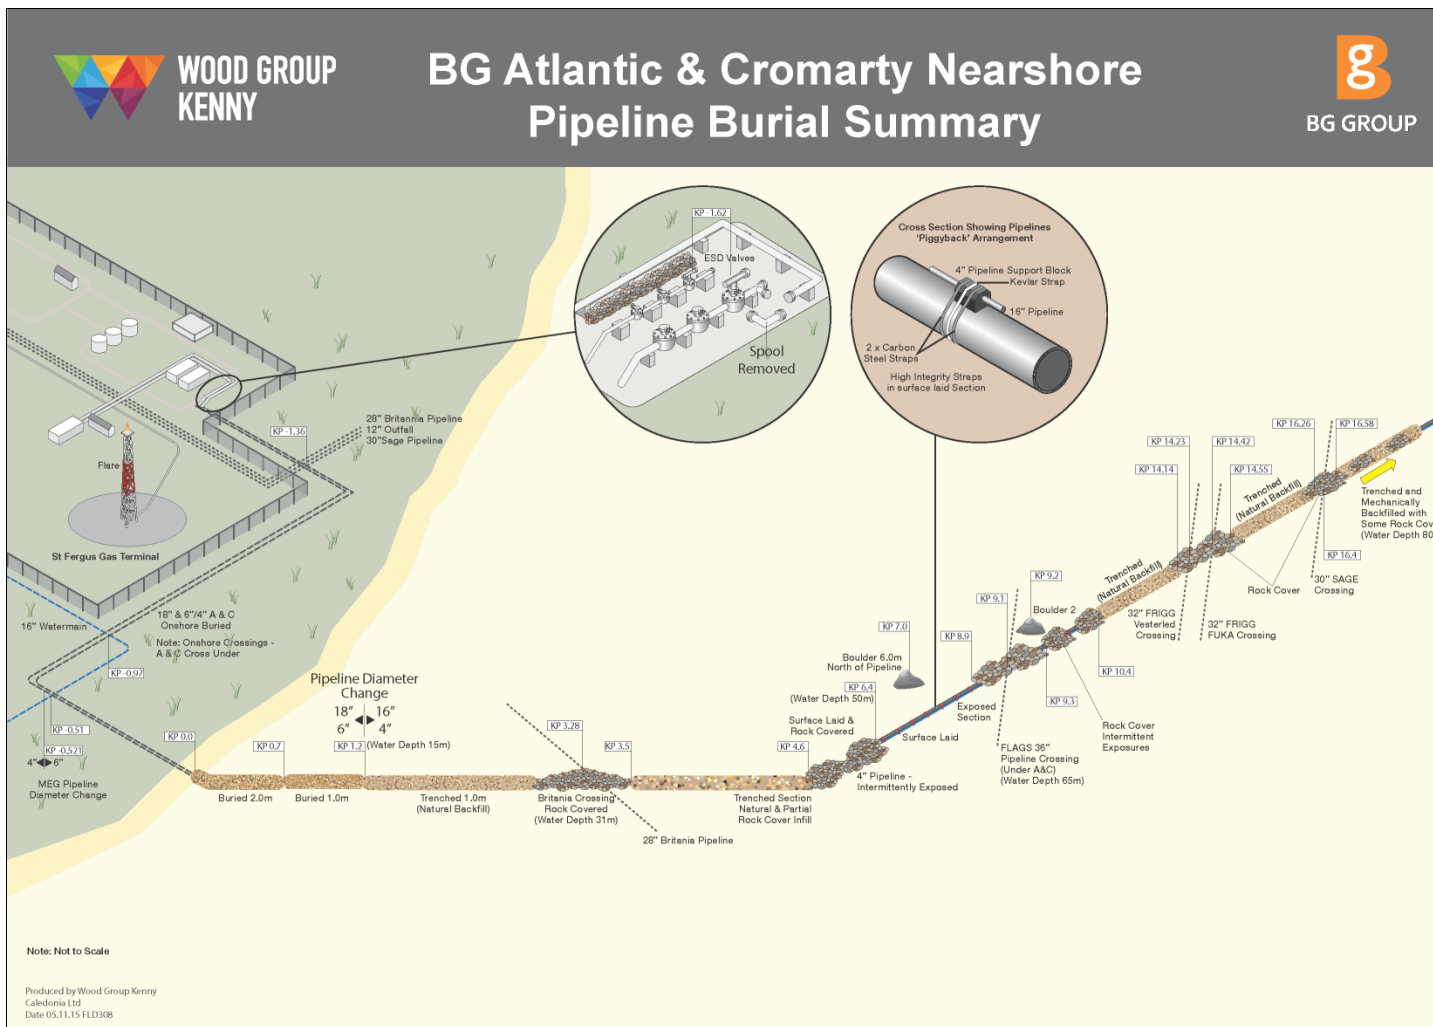 WOOD GROUP
KENNY
BG Atlantic & Cromarty Nearshore
Pipeline Burial Summary
BG
BG GROUP
KP -1.62
ESD Valves
Spool
Removed
Cross Section Showing Pipelines
'Piggyback' Arrangement
4" Pipeline Support Block
Kevlar Strap
16" Pipeline
2 x Carbon
Steel Straps
High Integrity Straps
in surface laid Section
28" Britannia Pipeline
12" Outfall
30"Sage Pipeline
KP -1.36
Flare
St Fergus Gas Terminal
16" Watermain
18" & 6"/4" A & C
Onshore Buried
Note: Onshore Crossings -
A & C Cross Under
KP -0.97
KP -0.51
KP -0.521
4" 6"
MEG Pipeline
Diameter Change
KP 0.0
KP 0.7
KP 1.2
Pipeline Diameter
Change
18" 16"
6" 4"
(Water Depth 15m)
Buried 2.0m
Buried 1.0m
Trenched 1.0m
(Natural Backfill)
KP 3.28
KP 3.5
Britania Crossing
Rock Covered
(Water Depth 31m)
28" Britania Pipeline
KP 4.6
Trenched Section
Natural & Partial
Rock Cover Infill
Surface Laid &
Rock Covered
KP 6.4
(Water Depth 50m)
4" Pipeline -
Intermittently Exposed
KP 7.0
Boulder 6.0m
North of Pipeline
Surface Laid
KP 8.9
Exposed
Section
KP 9.1
FLAGS 36"
Pipeline Crossing
(Under A&C)
(Water Depth 65m)
KP 9.2
Boulder 2
KP 9.3
Rock Cover
Intermittent
Exposures
KP 10.4
Trenched
(Natural Backfill)
KP 14.14
KP 14.23
KP 14.42
KP 14.55
32" FRIGG
Vesterled
Crossing
32" FRIGG
FUKA Crossing
Trenched
(Natural Backfill)
Rock Cover
KP 16.26
KP 16.58
KP 16.4
30" SAGE
Crossing
Trenched and
Mechanically
Backfilled with
Some Rock Cov
(Water Depth 80
Note: Not to Scale
Produced by Wood Group Kenny
Caledonia Ltd
Date 05.11.15 FLD308